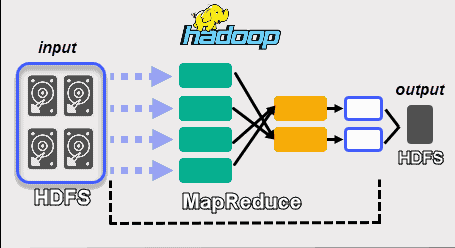 hadoop
input
output
HDFS
HDFS
MapReduce